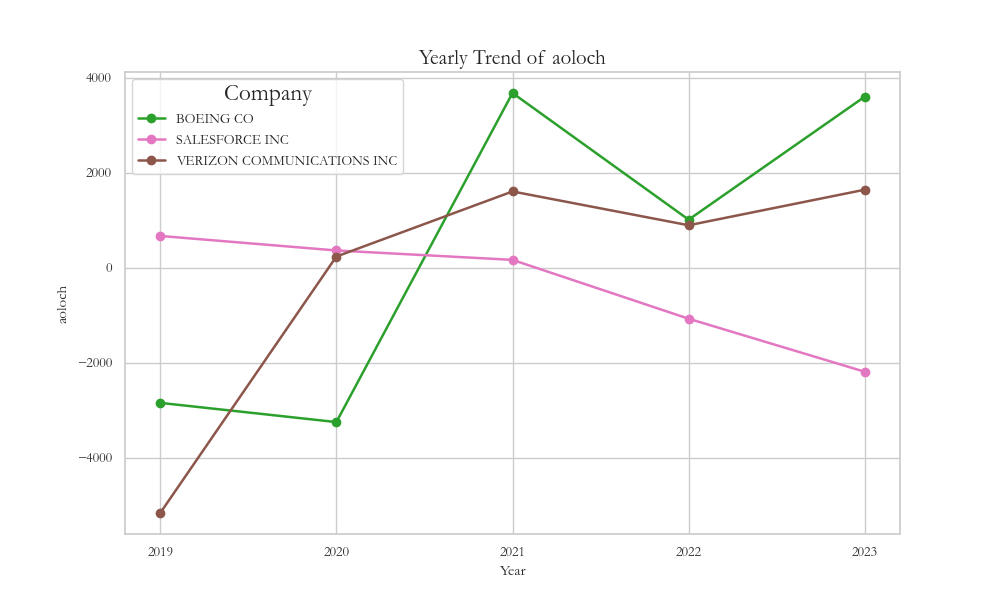 Yearly Trend of aoloch
4000
2000
0
−2000
−4000
aoloch
Company
BOEING CO
SALESFORCE INC
VERIZON COMMUNICATIONS INC
2019 2020 2021 2022 2023
Year